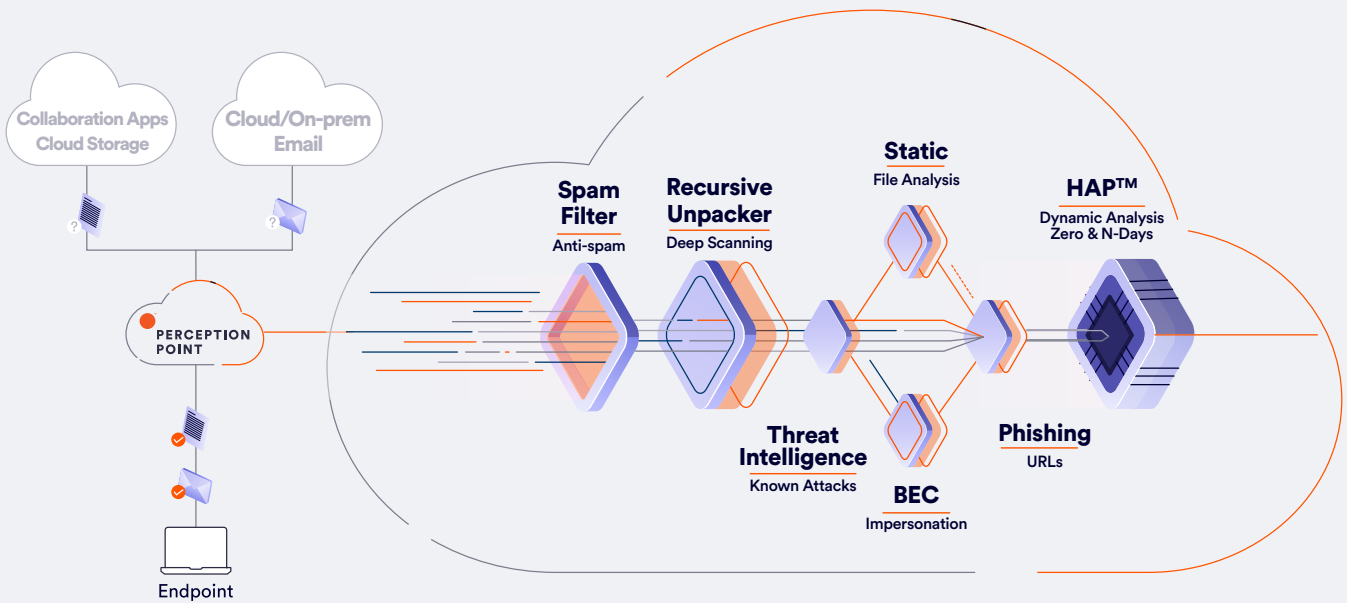 Collaboration Apps
Cloud Storage
Cloud/On-prem
Email
?
?
PERCEPTION
POINT
Endpoint
Spam
Filter
Anti-spam
Recursive
Unpacker
Deep Scanning
Threat
Intelligence
Known Attacks
Static
File Analysis
BEC
Impersonation
Phishing
URLs
HAP™
Dynamic Analysis
Zero & N-Days